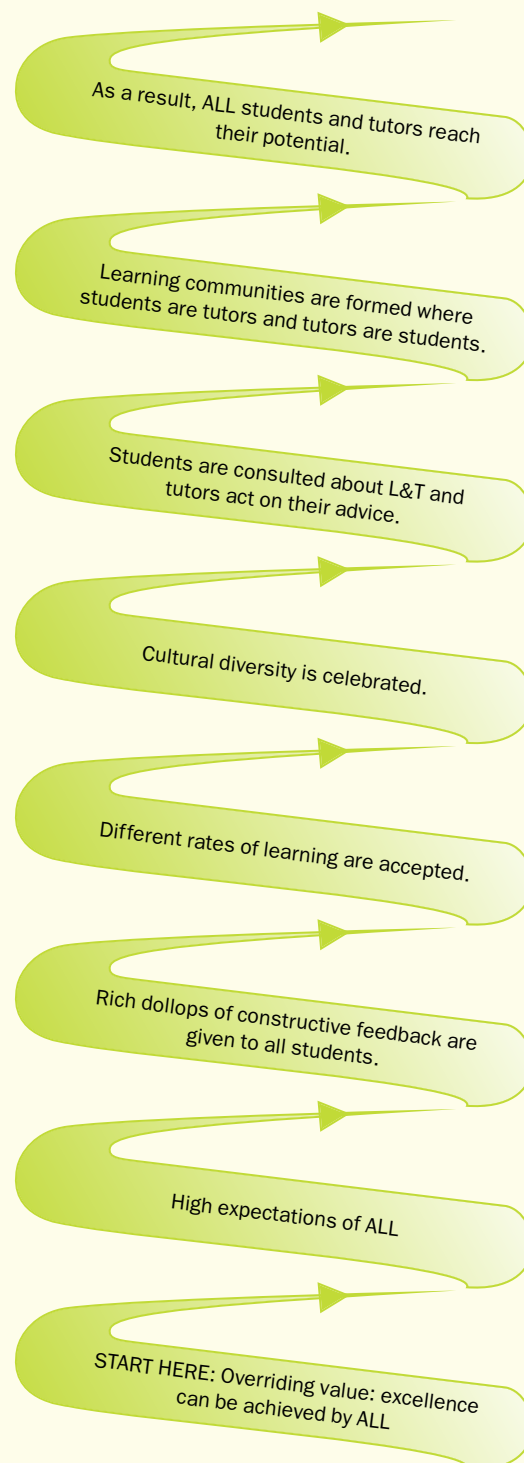 As a result, ALL students and tutors reach
their potential.
Learning communities are formed where
students are tutors and tutors are students.
Students are consulted about L&T and
tutors act on their advice.
Cultural diversity is celebrated.
Different rates of learning are accepted.
Rich dollops of constructive feedback are
given to all students.
High expectations of ALL
START HERE: Overriding value: excellence
can be achieved by ALL